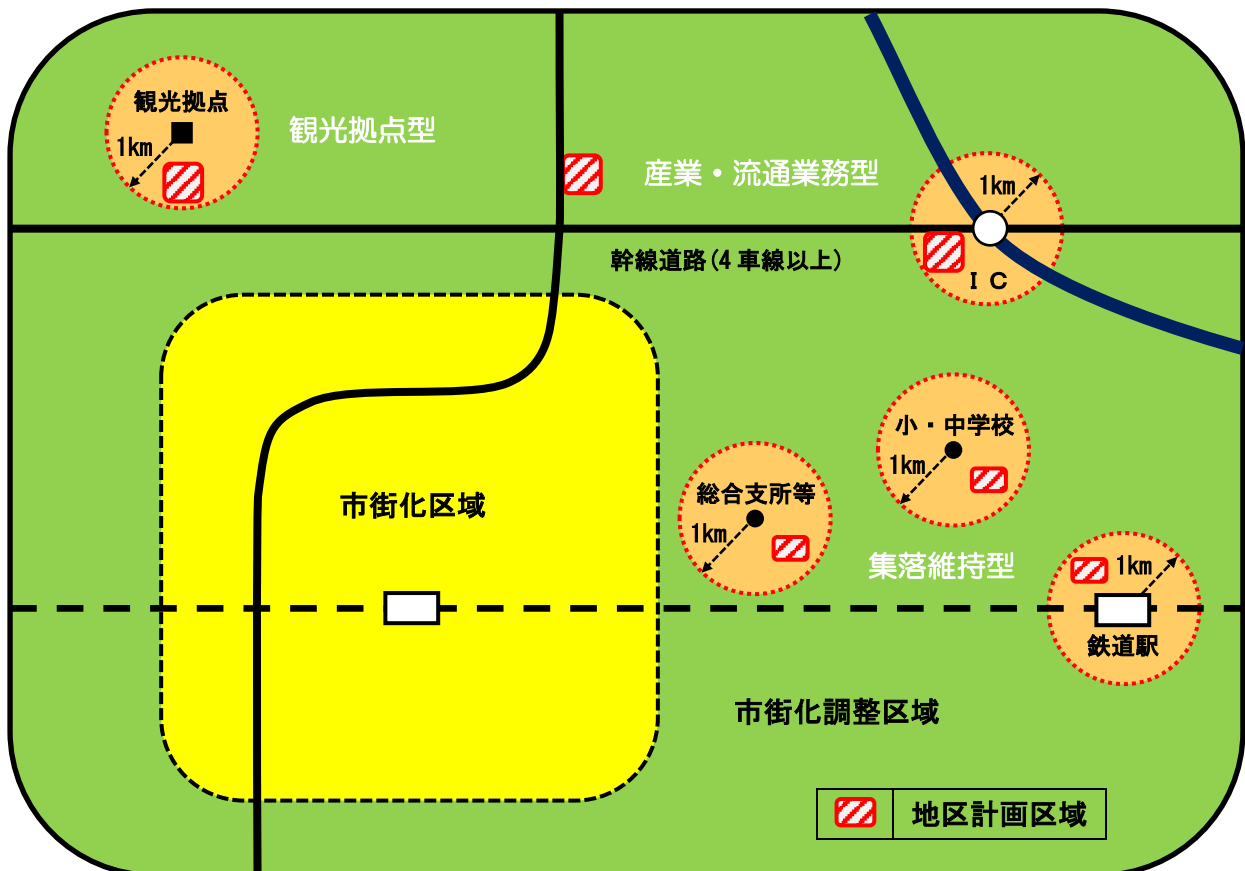 観光拠点
1km
観光拠点型
産業・流通業務型
1km
幹線道路(4車線以上)
IC
小・中学校
1km
市街化区域
総合支所等
1km
集落維持型
1km
鉄道駅
市街化調整区域
地区計画区域